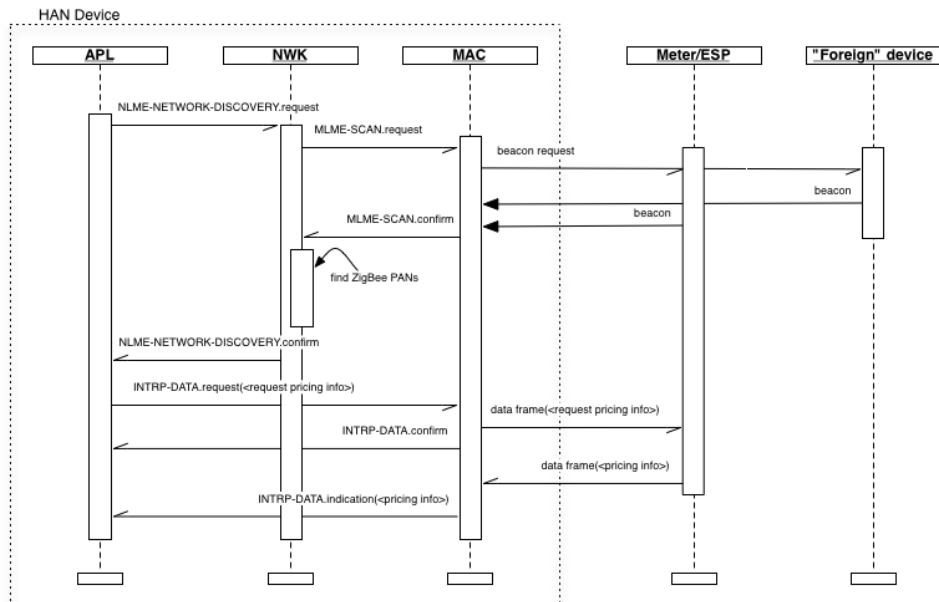 HAN Device
APL
NWK
MAC
Meter/ESP
"Foreign" device
NLME-NETWORK-DISCOVERY.request
MLME-SCAN.request
beacon request
beacon
beacon
MLME-SCAN.confirm
find ZigBee PANs
NLME-NETWORK-DISCOVERY.confirm
INTRP-DATA.request(<request pricing info>)
data frame(<request pricing info>)
INTRP-DATA.confirm
data frame(<pricing info>)
INTRP-DATA.indication(<pricing info>)